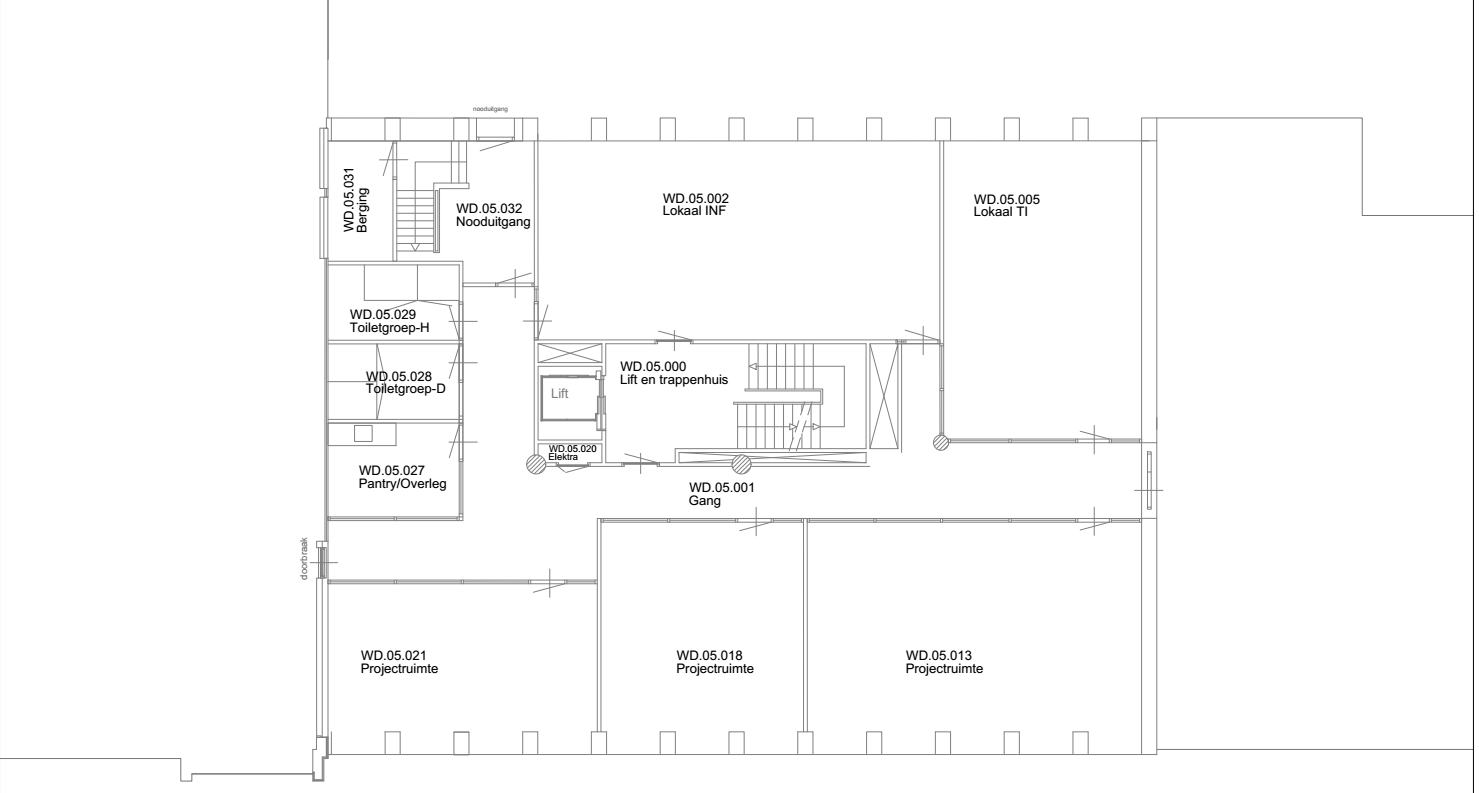 nooduitgang
WD.05.031
Berging
WD.05.032
Nooduitgang
WD.05.002
Lokaal INF
WD.05.005
Lokaal TI
WD.05.029
Toiletgroep-H
WD.05.028
Toiletgroep-D
Lift
WD.05.000
Lift en trappenhuis
WD.05.020
Elektra
WD.05.027
Pantry/Overleg
WD.05.001
Gang
doorbraak
WD.05.021
Projectruimte
WD.05.018
Projectruimte
WD.05.013
Projectruimte